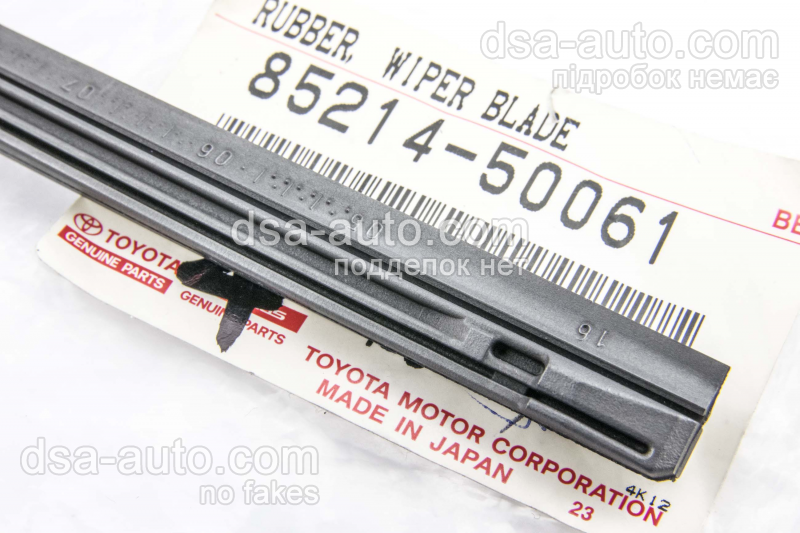 RUBBER, WIPER BLADE
85214-50061
dsa-auto.com
підробок немає
dsa-auto.com
подделок нет
TOYOTA
GENUINE PARTS
GENUINE PARTS
TOYOTA MOTOR CORPORATION
MADE IN JAPAN
23
4K12
15
dsa-auto.com
no fakes